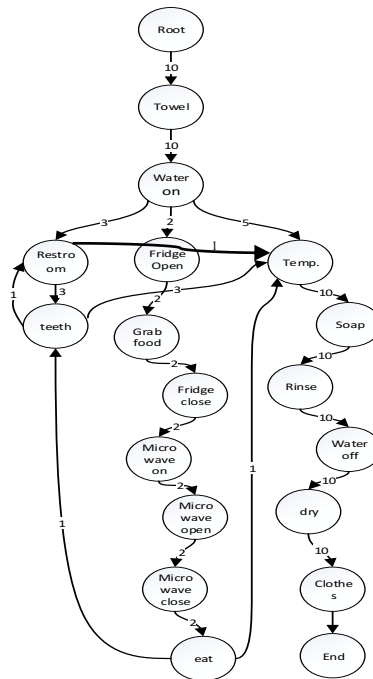 Root
10
Towel
10
Water
on
3
2
5
Restro
om
1
Fridge
Open
Temp.
3
1
3
2
10
teeth
Grab
food
Soap
2
10
Fridge
close
Rinse
2
10
Micro
wave
on
Water
off
1
2
10
Micro
wave
open
dry
1
2
10
Micro
wave
close
Clothe
s
2
eat
End